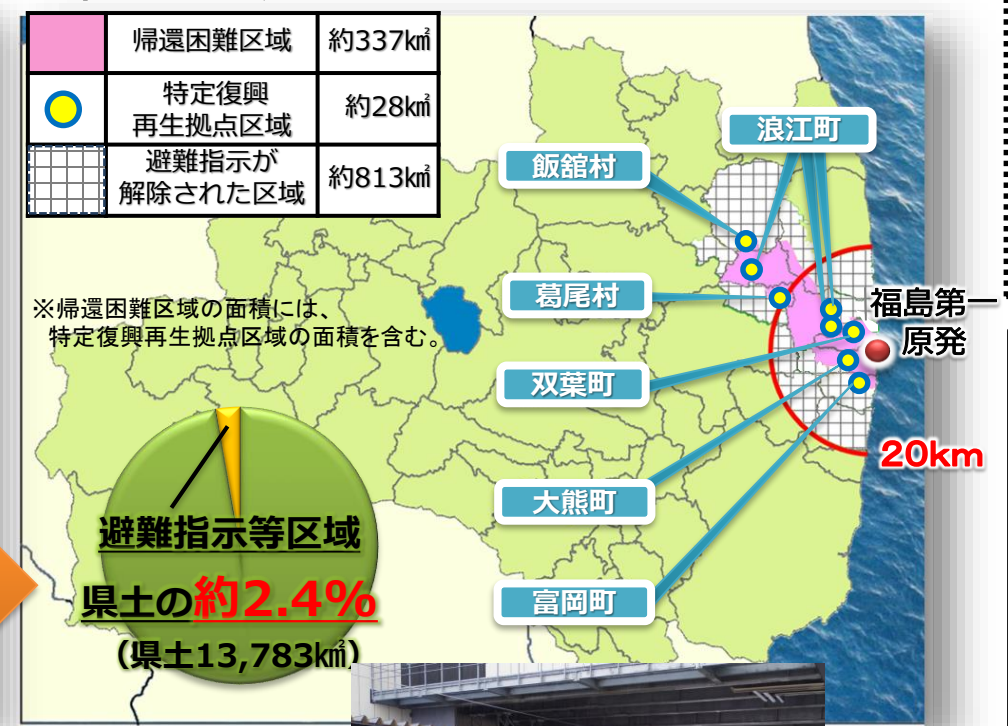 帰還困難区域 約337㎢
特定復興
再生拠点区域 約28㎢
避難指示が
解除された区域 約813㎢
※帰還困難区域の面積には、
特定復興再生拠点区域の面積を含む。
浪江町
飯舘村
葛尾村
双葉町
大熊町
富岡町
福島第一
原発
20km
避難指示等区域
県土の約2.4%
(県土13,783㎢)